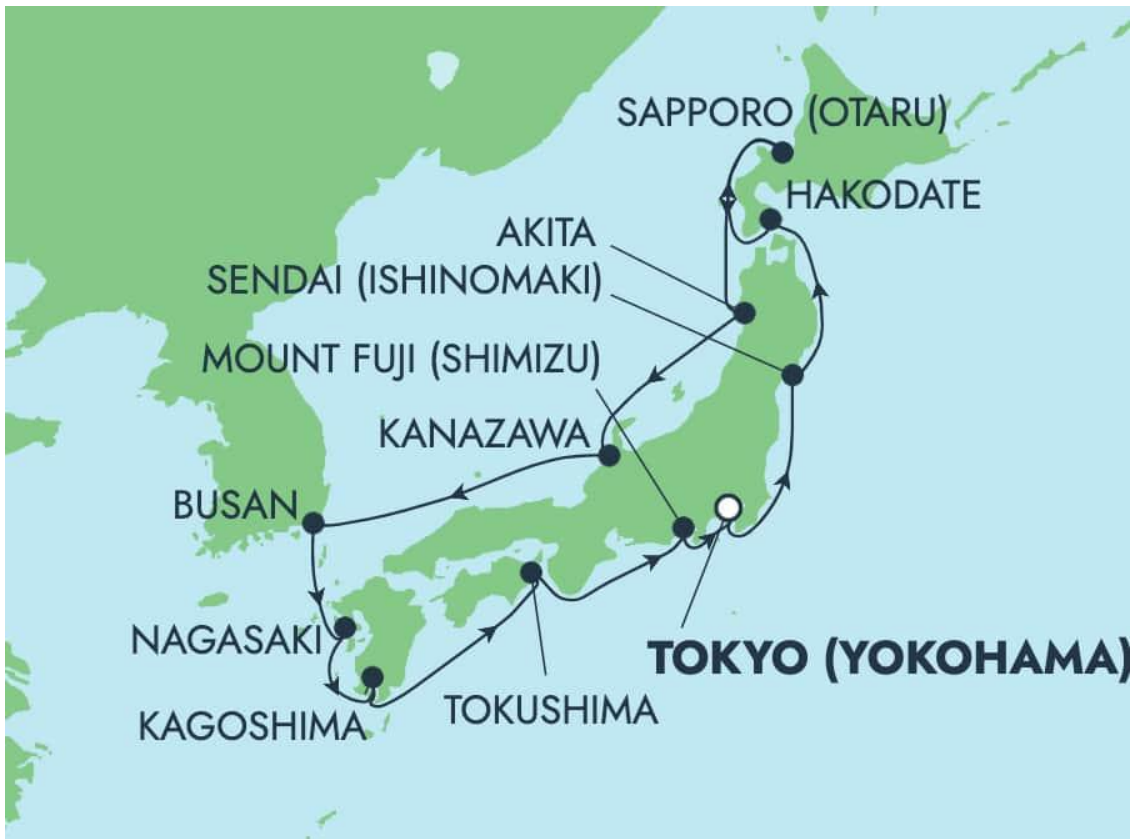 SAPPORO (OTARU)
HAKODATE
AKITA
SENDAI (ISHINOMAKI)
MOUNT FUJI (SHIMIZU)
KANAZAWA
BUSAN
NAGASAKI
TOKYO (YOKOHAMA)
KAGOSHIMA
TOKUSHIMA